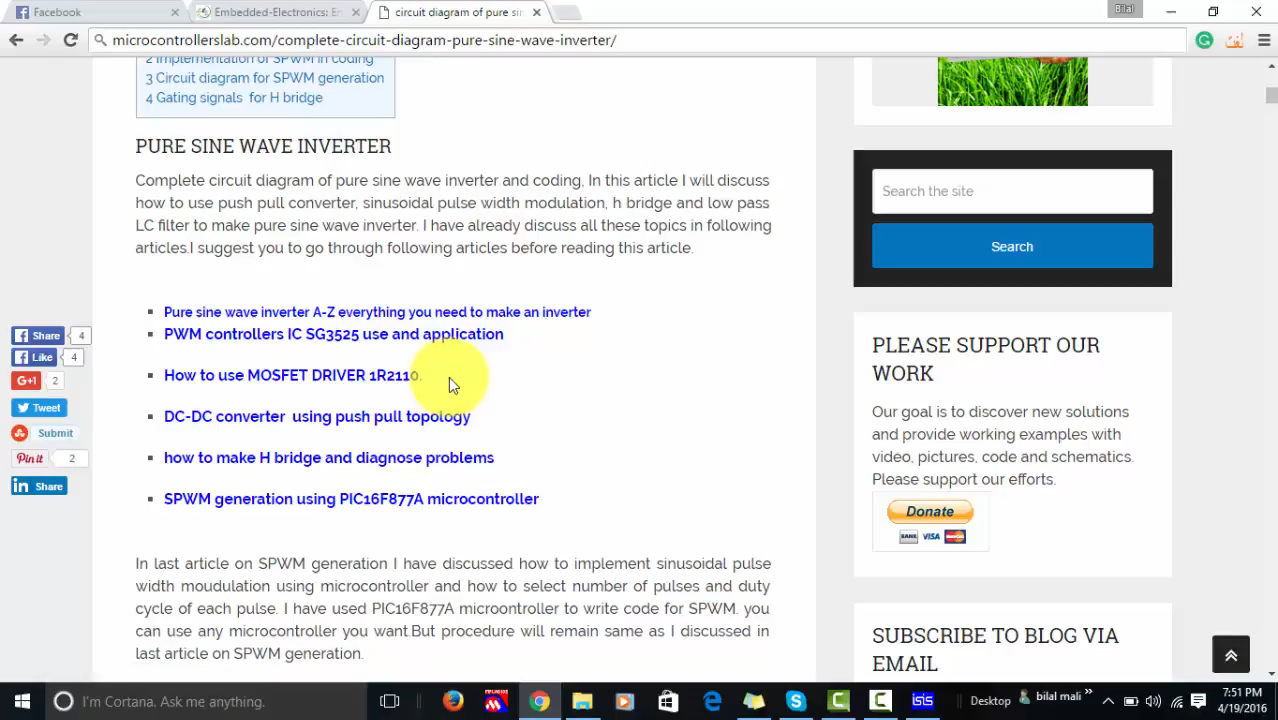 Facebook
Embedded-Electronics: E
circuit diagram of pure si
Bilal
microcontrollerslab.com/complete-circuit-diagram-pure-sine-wave-inverter/
2 Implementation of SPWM in coding
3 Circuit diagram for SPWM generation
4 Gating signals for H bridge
PURE SINE WAVE INVERTER
Complete circuit diagram of pure sine wave inverter and coding, In this article I will discuss
how to use push pull converter, sinusoidal pulse width modulation, h bridge and low pass
LC filter to make pure sine wave inverter. I have already discuss all these topics in following
articles.I suggest you to go through following articles before reading this article.
Pure sine wave inverter A-Z everything you need to make an inverter
PWM controllers IC SG3525 use and application
How to use MOSFET DRIVER 1R2110.
DC-DC converter using push pull topology
how to make H bridge and diagnose problems
SPWM generation using PIC16F877A microcontroller
In last article on SPWM generation I have discussed how to implement sinusoidal pulse
width moudulation using microcontroller and how to select number of pulses and duty
cycle of each pulse. I have used PIC16F877A microontroller to write code for SPWM. you
can use any microcontroller you want.But procedure will remain same as I discussed in
last article on SPWM generation.
Share 4
Like 4
G+1 2
Tweet
Submit
Pin it 2
in Share
Search the site
Search
PLEASE SUPPORT OUR
WORK
Our goal is to discover new solutions
and provide working examples with
video, pictures, code and schematics.
Please support our efforts.
Donate
BANK VISA
SUBSCRIBE TO BLOG VIA
EMAIL
I'm Cortana. Ask me anything.
isis
Desktop
bilal mali
7:51 PM
4/19/2016